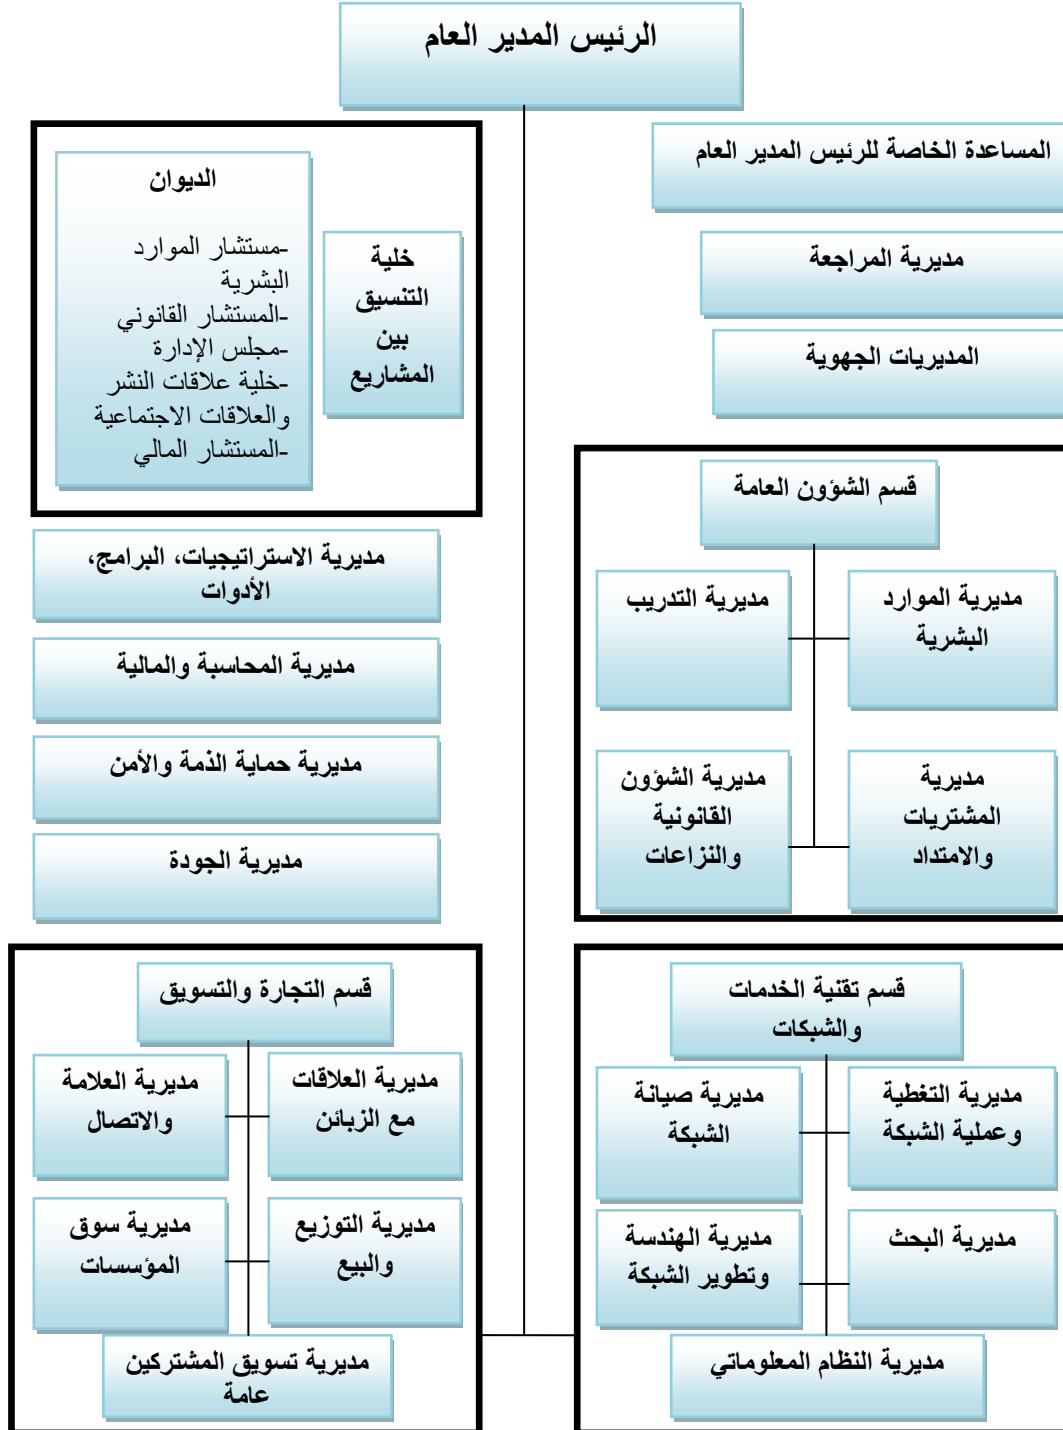 الرئيس المدير العام
المساعدة الخاصة للرئيس المدير العام
مديرية المراجعة
المديريات الجهوية
خلية
التنسيق
بين
المشاريع
الديوان
-مستشار الموارد
البشرية
-المستشار القانوني
-مجلس الإدارة
-خلية علاقات النشر
والعلاقات الاجتماعية
-المستشار المالي
قسم الشؤون العامة
مديرية الموارد
البشرية
مديرية التدريب
مديرية
المشتريات
والامتداد
مديرية الشؤون
القانونية
والنزاعات
مديرية الاستراتيجيات، البرامج،
الأدوات
مديرية المحاسبة والمالية
مديرية حماية الذمة والأمن
مديرية الجودة
قسم تقنية الخدمات
والشبكات
مديرية التغطية
وعملية الشبكة
مديرية صيانة
الشبكة
مديرية البحث
مديرية الهندسة
وتطوير الشبكة
مديرية النظام المعلوماتي
قسم التجارة والتسويق
مديرية العلاقات
مع الزبائن
مديرية العلامة
والاتصال
مديرية التوزيع
والبيع
مديرية سوق
المؤسسات
مديرية تسويق المشتركين
عامة